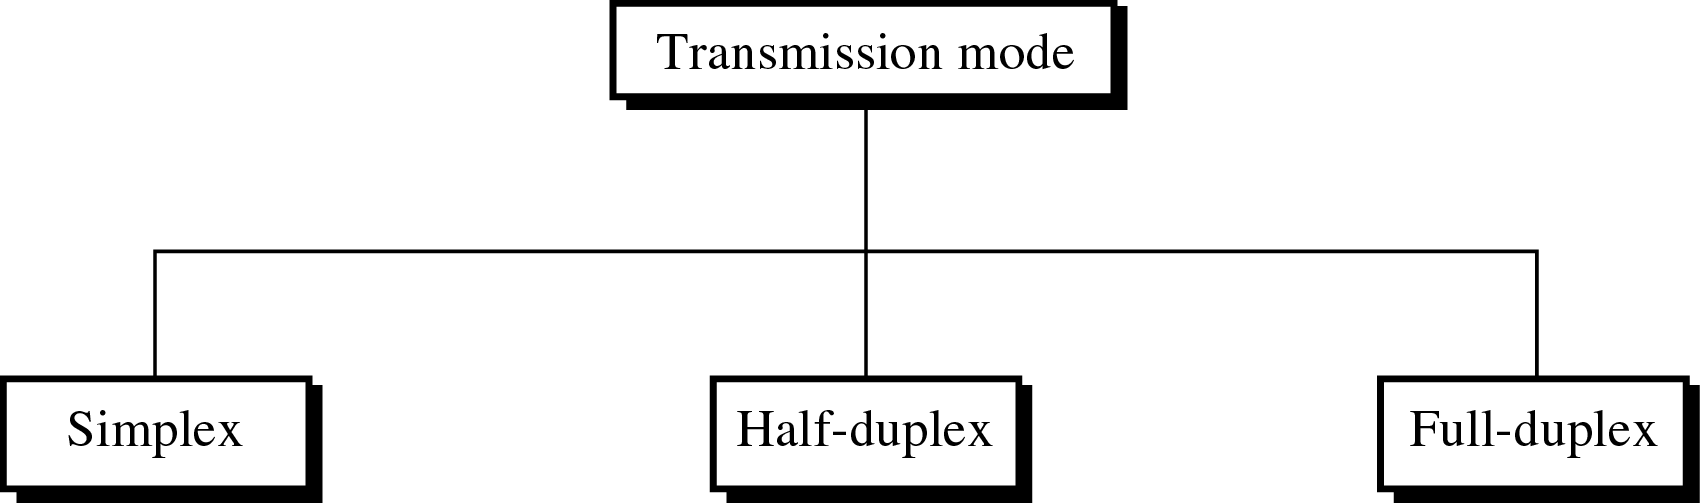 Transmission mode
Simplex
Half-duplex
Full-duplex